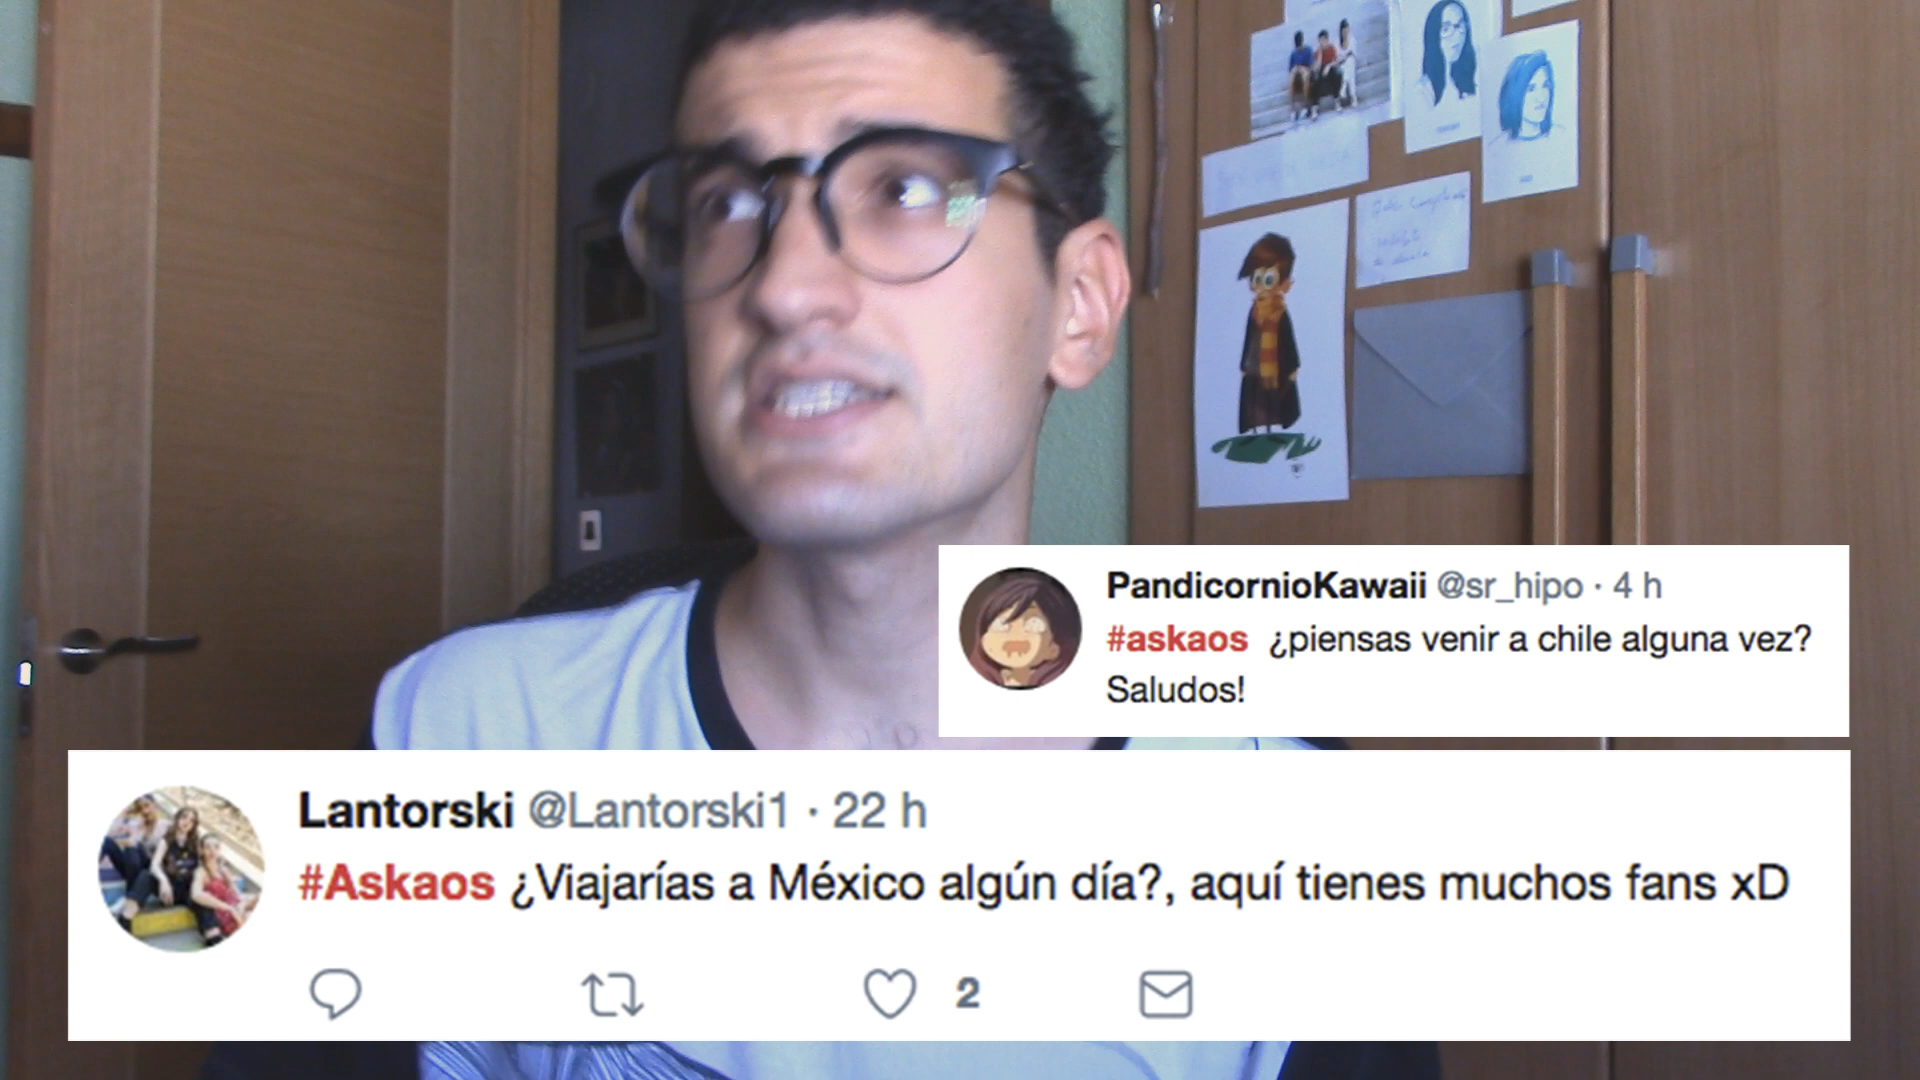 PandicornioKawaii @sr_hipo · 4 h
#askaos ¿piensas venir a chile alguna vez?
Saludos!
Lantorski @Lantorski1 · 22 h
#Askaos ¿Viajarías a México algún día?, aquí tienes muchos fans xD
2